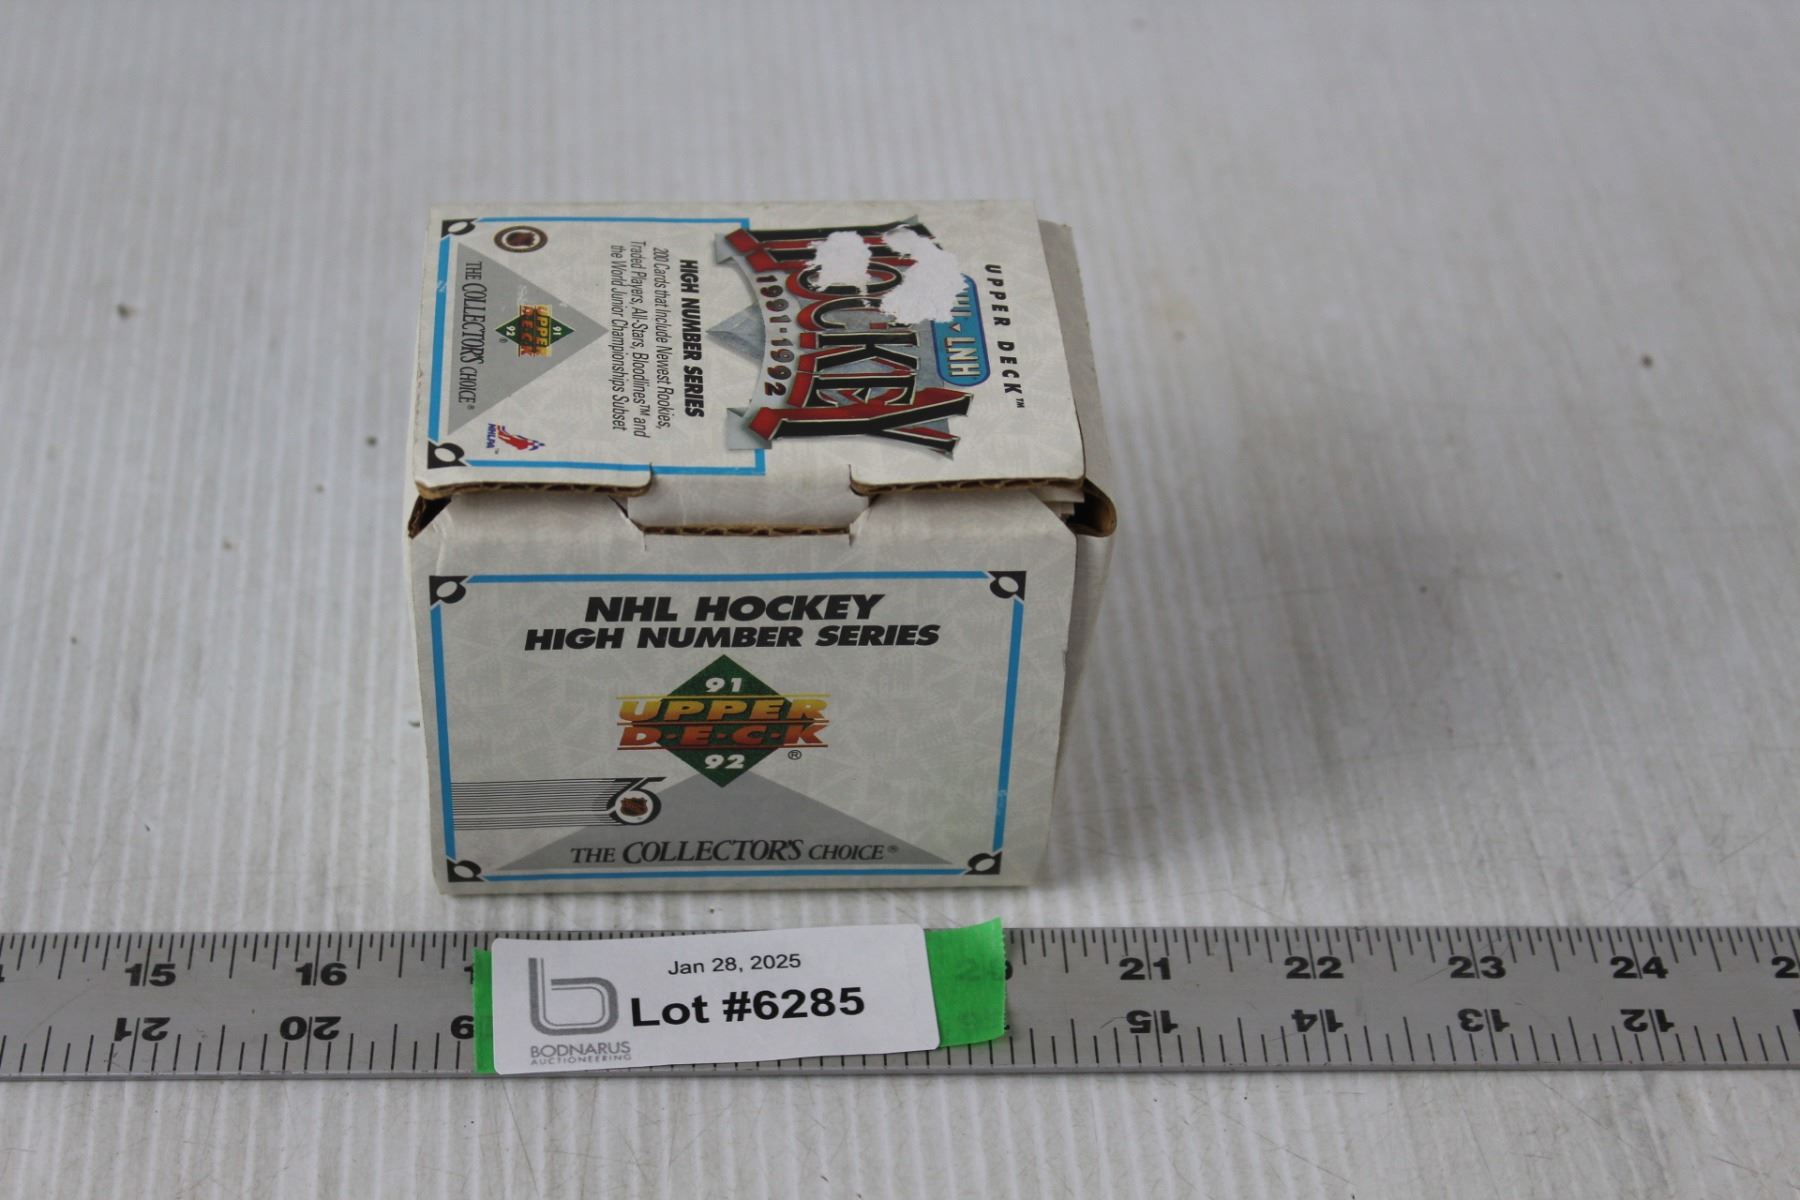 UPPER DECK™
LNH
HOCKEY
1991-1992
HIGH NUMBER SERIES
200 Cards that Include Newest Rookies,
Traded Players, All-Stars, Bloodlines™ and
the World Junior Championships Subset
91
UPPER
DECK
92
®
THE COLLECTOR'S CHOICE®
NHLPA™
NHL HOCKEY
HIGH NUMBER SERIES
91
UPPER
D·E·C·K
92
®
75
THE COLLECTOR'S CHOICE®
15 16 21 22 23 24
21 20 15 14 13 12
Jan 28, 2025
Lot #6285
BODNARUS
AUCTIONEERING